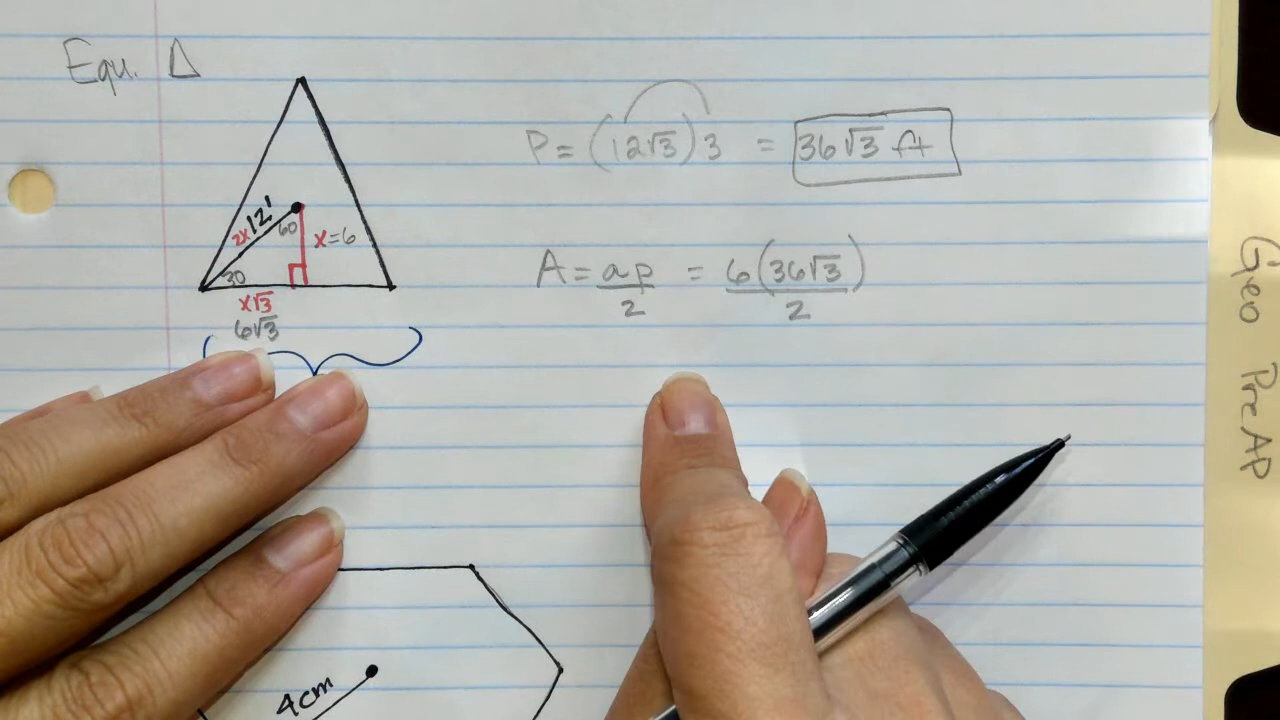 Equ. Δ
P = (12√3)3 = 36√3 ft
12'
2x
60
x=6
30
x√3
6√3
A = ap/2 = 6(36√3)/2
4cm
Geo PreAP